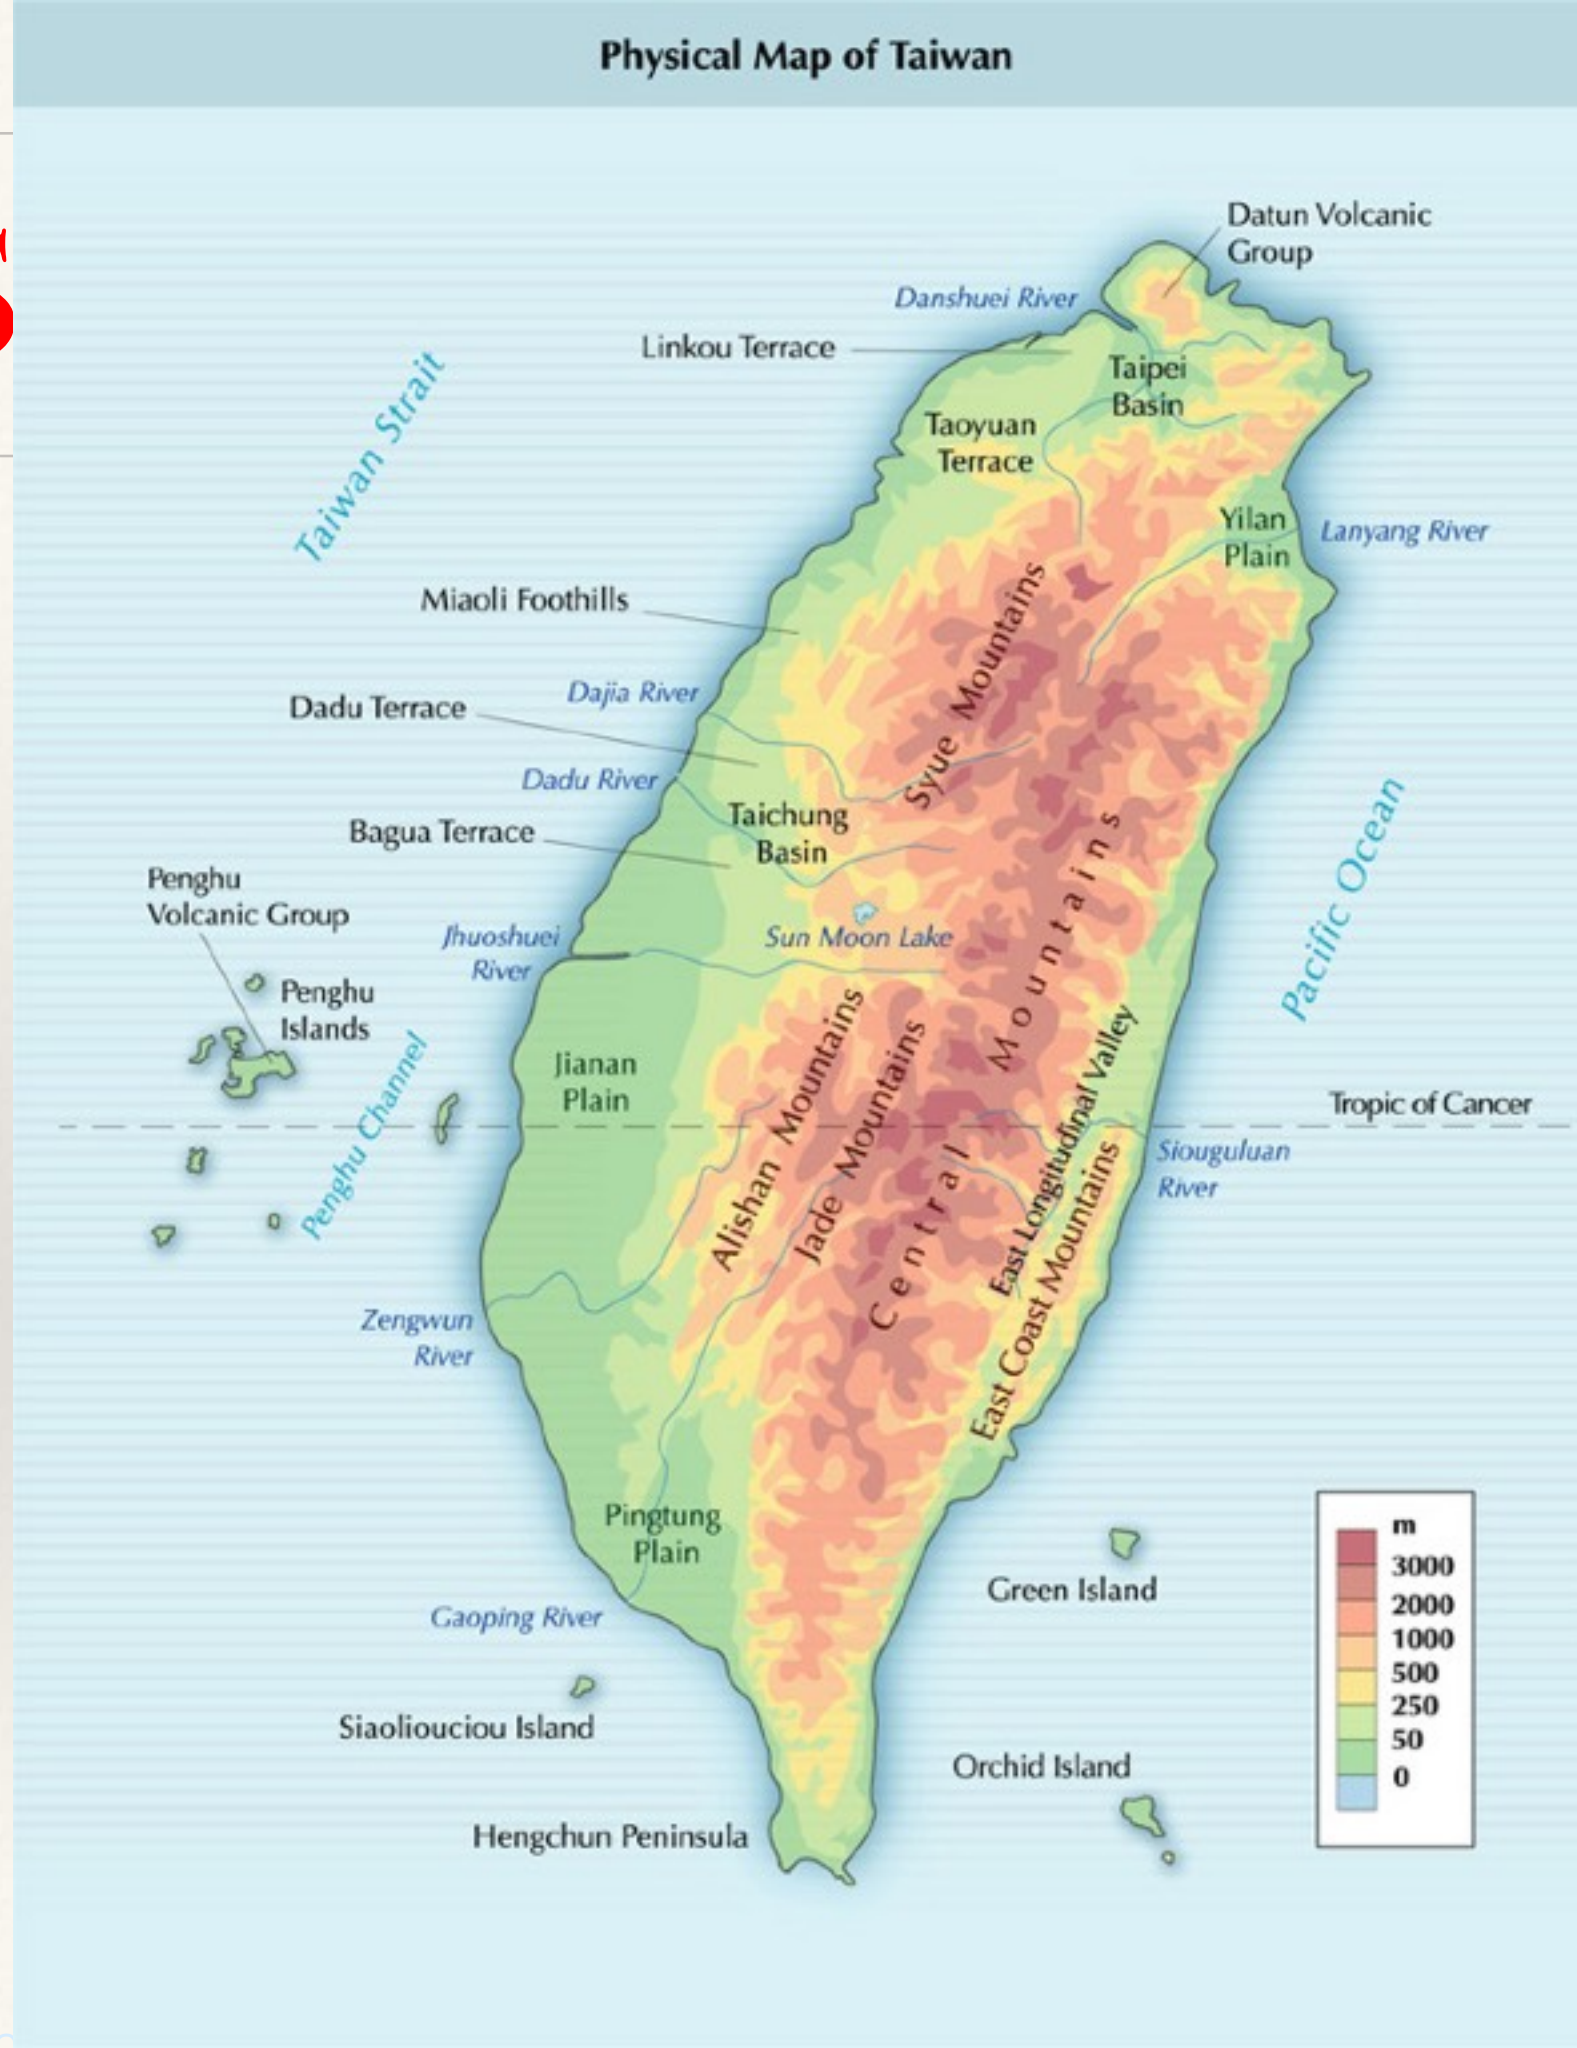 Physical Map of Taiwan
Datun Volcanic
Group
Danshuei River
Linkou Terrace
Taipei
Basin
Taoyuan
Terrace
Taiwan Strait
Yilan
Plain
Lanyang River
Miaoli Foothills
Syue Mountains
Dajia River
Dadu Terrace
Dadu River
Taichung
Basin
Bagua Terrace
Pacific Ocean
Penghu
Volcanic Group
Jhuoshuei
River
Sun Moon Lake
Penghu
Islands
Jianan
Plain
Penghu Channel
Alishan Mountains
Jade Mountains
Central Mountains
East Longitudinal Valley
East Coast Mountains
Tropic of Cancer
Siouguluan
River
Zengwun
River
Pingtung
Plain
Gaoping River
Green Island
Siaoliouciou Island
Orchid Island
Hengchun Peninsula
m
3000
2000
1000
500
250
50
0